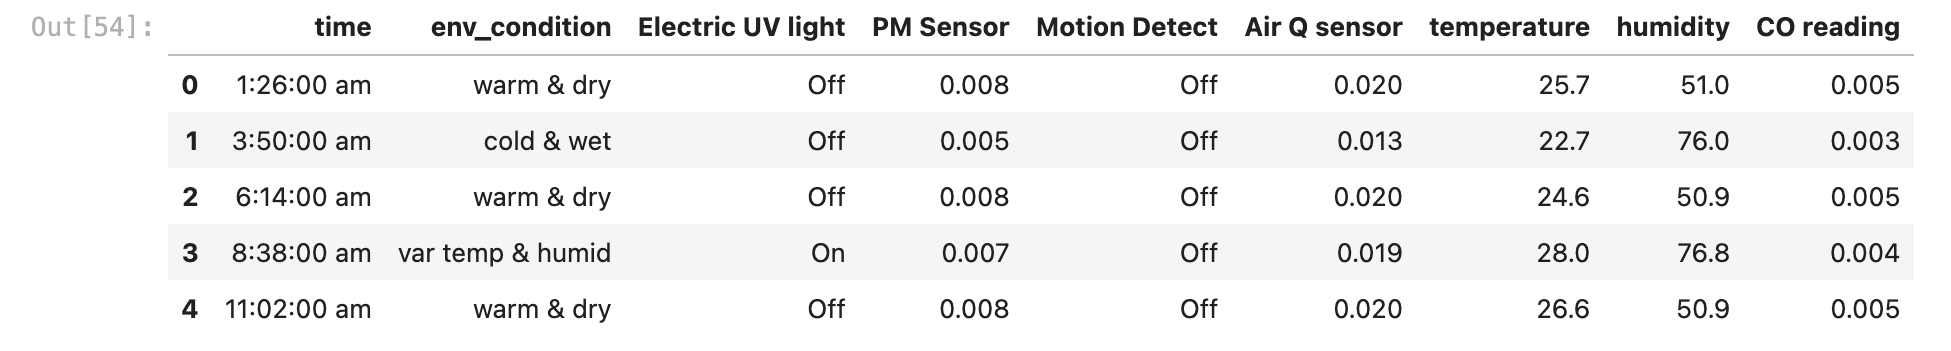 Out[54]: time env_condition Electric UV light PM Sensor Motion Detect Air Q sensor temperature humidity CO reading
0 1:26:00 am warm & dry Off 0.008 Off 0.020 25.7 51.0 0.005
1 3:50:00 am cold & wet Off 0.005 Off 0.013 22.7 76.0 0.003
2 6:14:00 am warm & dry Off 0.008 Off 0.020 24.6 50.9 0.005
3 8:38:00 am var temp & humid On 0.007 Off 0.019 28.0 76.8 0.004
4 11:02:00 am warm & dry Off 0.008 Off 0.020 26.6 50.9 0.005